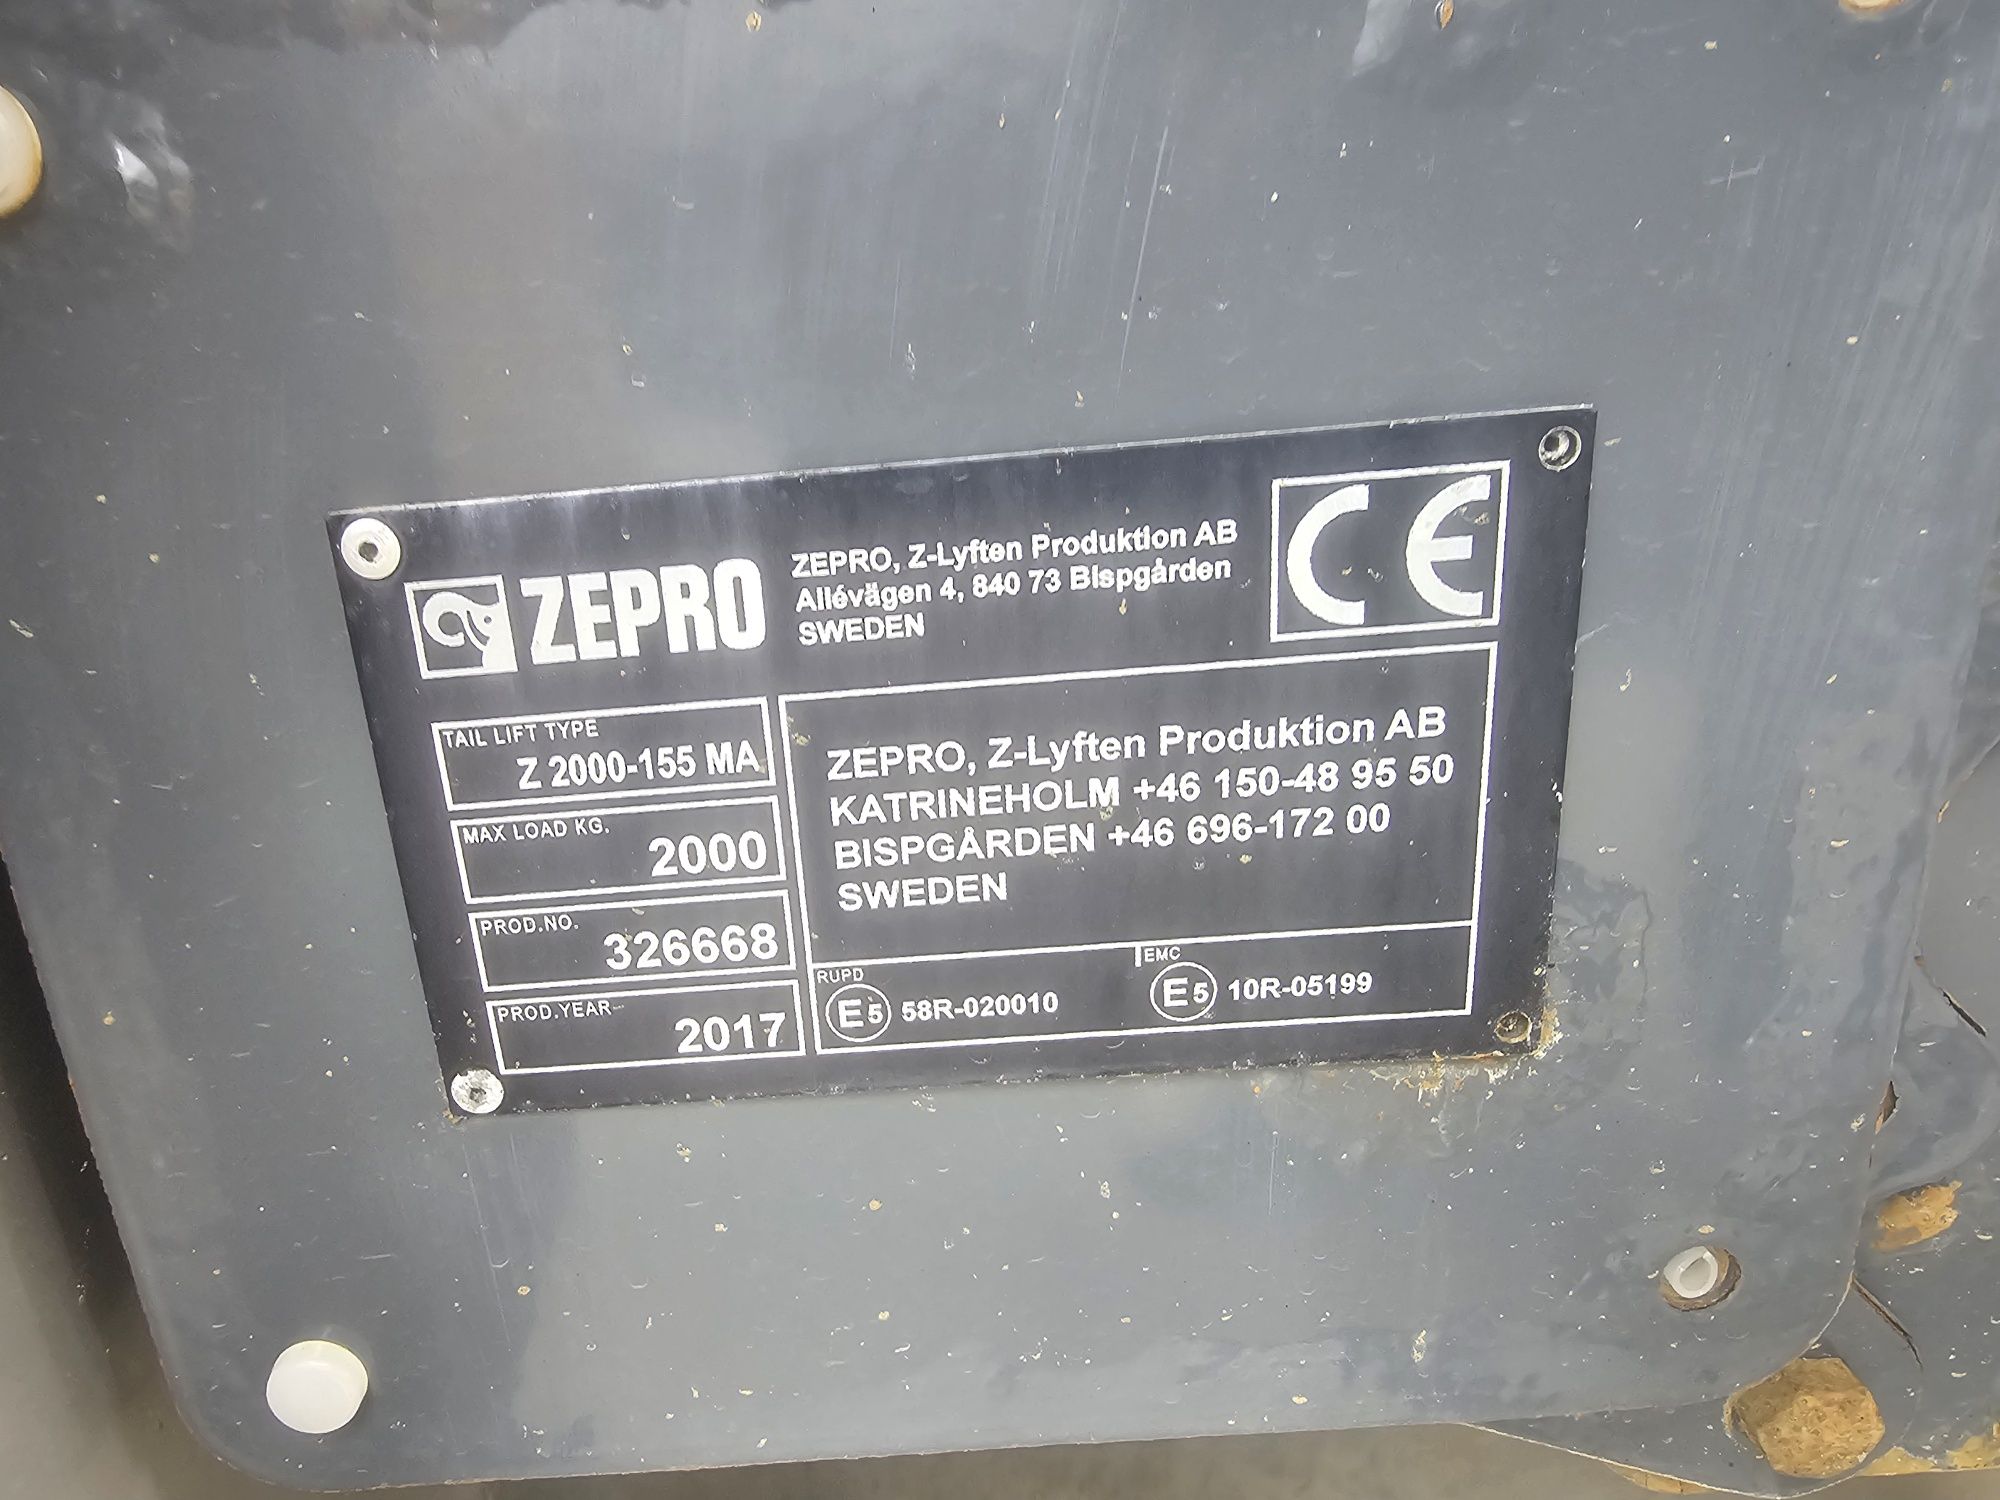 ZEPRO
ZEPRO, Z-Lyften Produktion AB
Allévägen 4, 840 73 Bispgården
SWEDEN
CE
TAIL LIFT TYPE
Z 2000-155 MA
MAX LOAD KG.
2000
PROD.NO.
326668
PROD.YEAR
2017
ZEPRO, Z-Lyften Produktion AB
KATRINEHOLM +46 150-48 95 50
BISPGÅRDEN +46 696-172 00
SWEDEN
RUPD
E5 58R-020010
EMC
E5 10R-05199